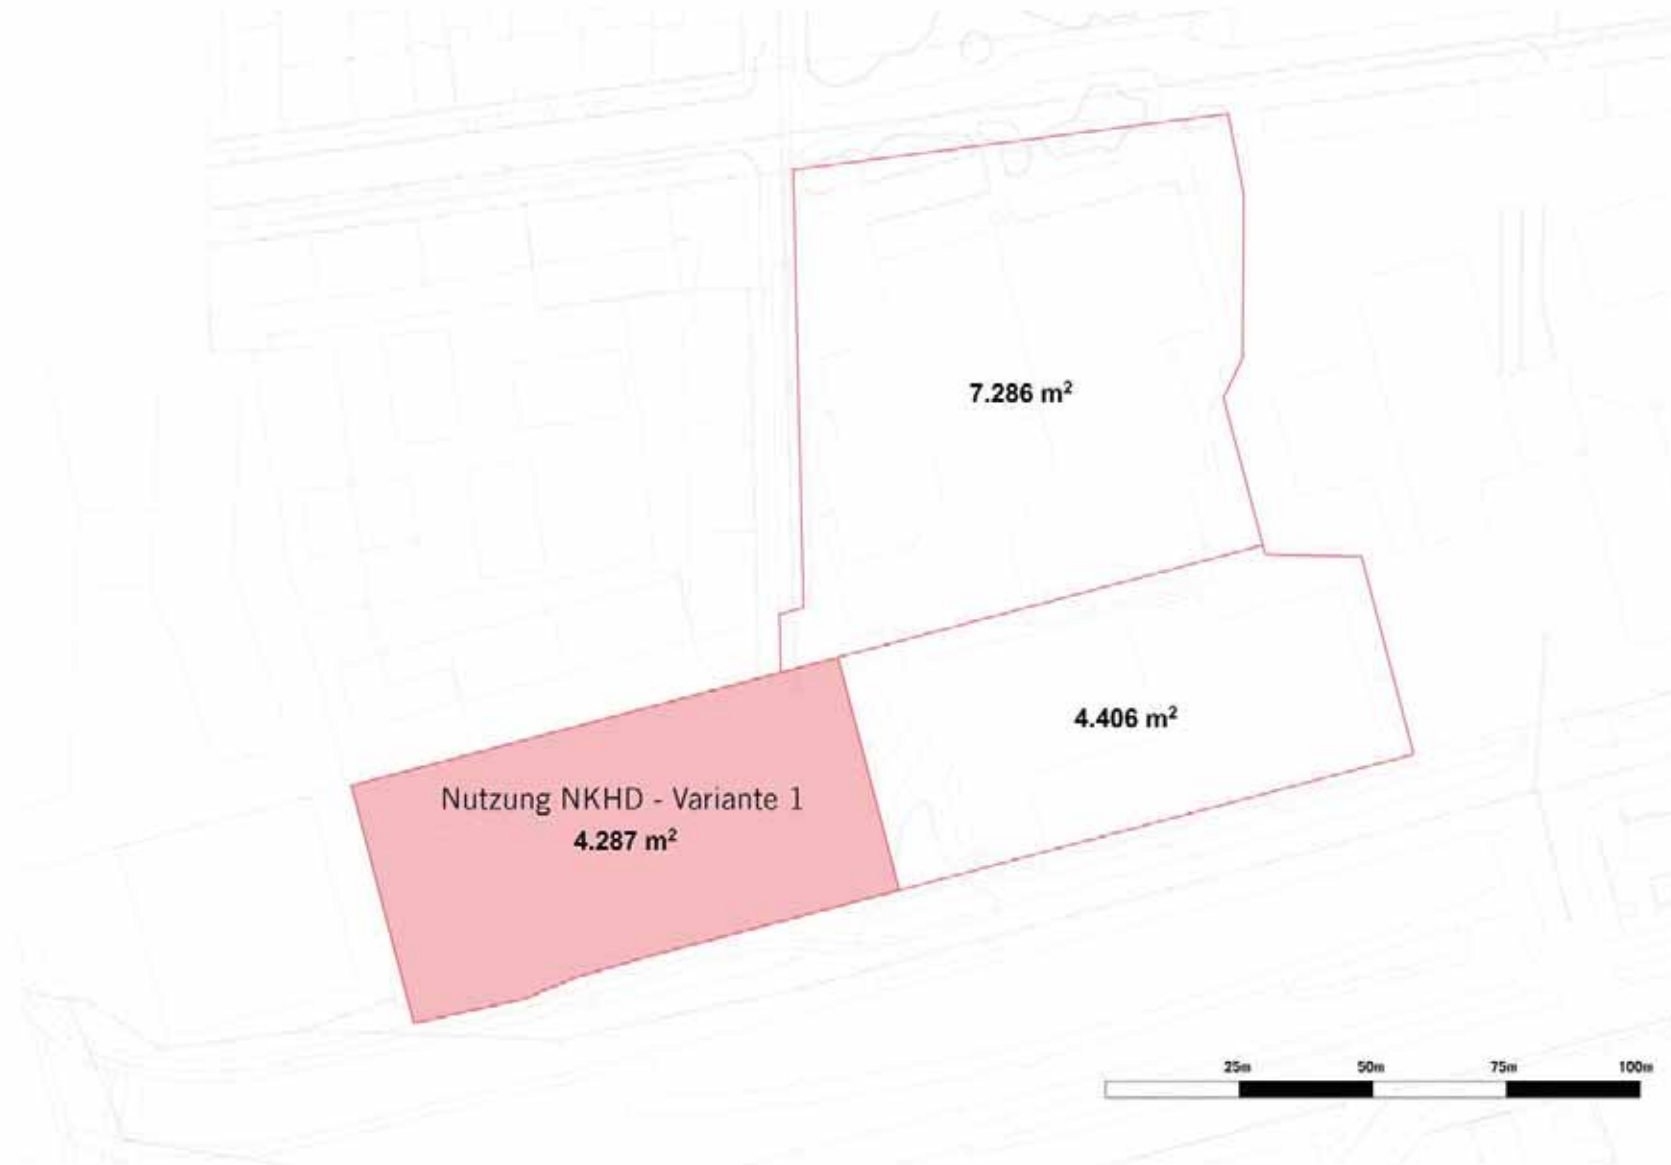 7.286 m²
4.406 m²
Nutzung NKHD - Variante 1
4.287 m²
25m 50m 75m 100m